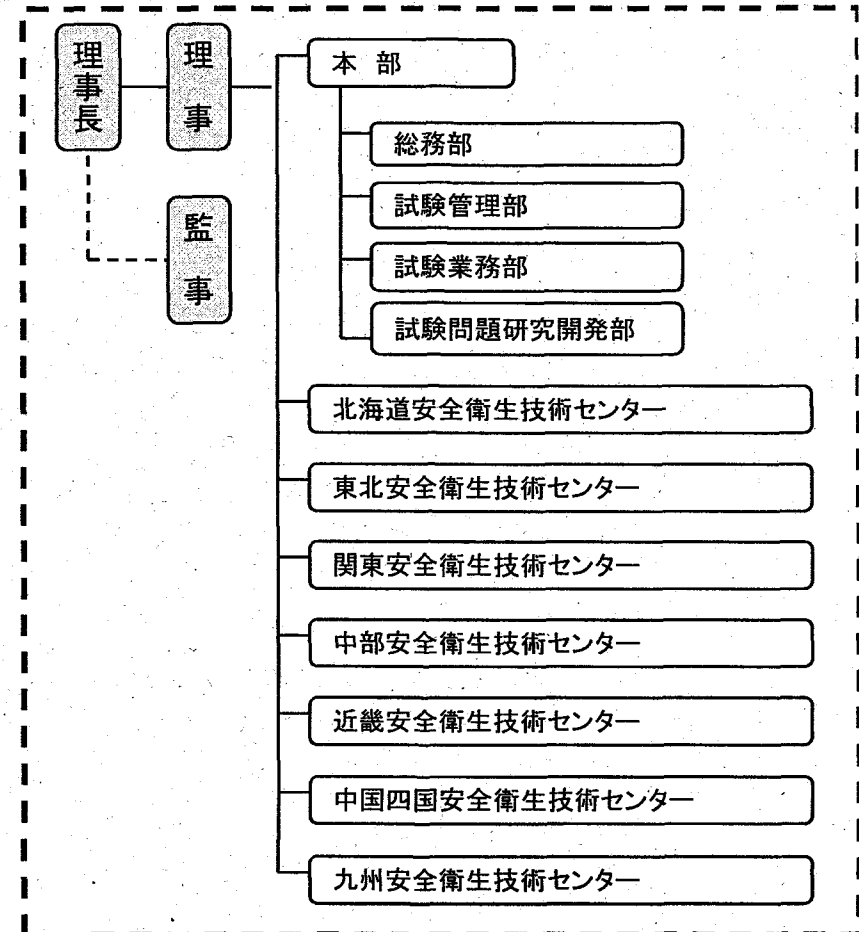 理事長
理事
監事
本部
総務部
試験管理部
試験業務部
試験問題研究開発部
北海道安全衛生技術センター
東北安全衛生技術センター
関東安全衛生技術センター
中部安全衛生技術センター
近畿安全衛生技術センター
中国四国安全衛生技術センター
九州安全衛生技術センター